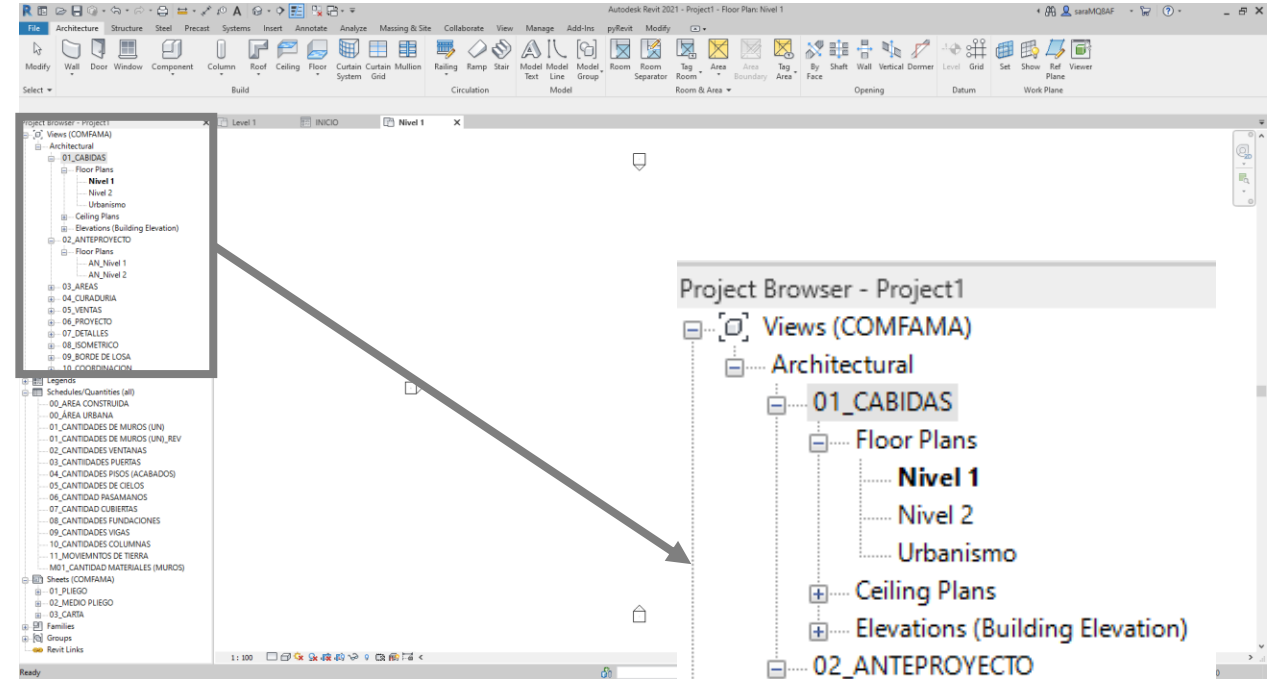 Autodesk Revit 2021 - Project1 - Floor Plan: Nivel 1
saraMQ8AF
File Architecture Structure Steel Precast Systems Insert Annotate Analyze Massing & Site Collaborate View Manage Add-Ins pyRevit Modify
Modify Wall Door Window Component Column Roof Ceiling Floor Curtain System Curtain Grid Mullion Railing Ramp Stair Model Text Model Line Model Group Room Room Separator Tag Room Area Area Boundary Tag Area By Face Shaft Wall Vertical Dormer Level Grid Set Show Ref Plane Viewer
Select Build Circulation Model Room & Area Opening Datum Work Plane
Project Browser - Project1
Level 1 INICIO Nivel 1
Views (COMFAMA)
Architectural
01_CABIDAS
Floor Plans
Nivel 1
Nivel 2
Urbanismo
Ceiling Plans
Elevations (Building Elevation)
02_ANTEPROYECTO
Floor Plans
AN_Nivel 1
AN_Nivel 2
03_AREAS
04_CURADURIA
05_VENTAS
06_PROYECTO
07_DETALLES
08_ISOMETRICO
09_BORDE DE LOSA
10_COORDINACION
Legends
Schedules/Quantities (all)
00_AREA CONSTRUIDA
00_ÁREA URBANA
01_CANTIDADES DE MUROS (UN)
01_CANTIDADES DE MUROS (UN)_REV
02_CANTIDADES VENTANAS
03_CANTIIDADES PUERTAS
04_CANTIDADES PISOS (ACABADOS)
05_CANTIDADES DE CIELOS
06_CANTIDAD PASAMANOS
07_CANTIDAD CUBIERTAS
08_CANTIDADES FUNDACIONES
09_CANTIDADES VIGAS
10_CANTIDADES COLUMNAS
11_MOVIEMNTOS DE TIERRA
M01_CANTIDAD MATERIALES (MUROS)
Sheets (COMFAMA)
01_PLIEGO
02_MEDIO PLIEGO
03_CARTA
Families
Groups
Revit Links
1 : 100
Ready
Project Browser - Project1
Views (COMFAMA)
Architectural
01_CABIDAS
Floor Plans
Nivel 1
Nivel 2
Urbanismo
Ceiling Plans
Elevations (Building Elevation)
02_ANTEPROYECTO